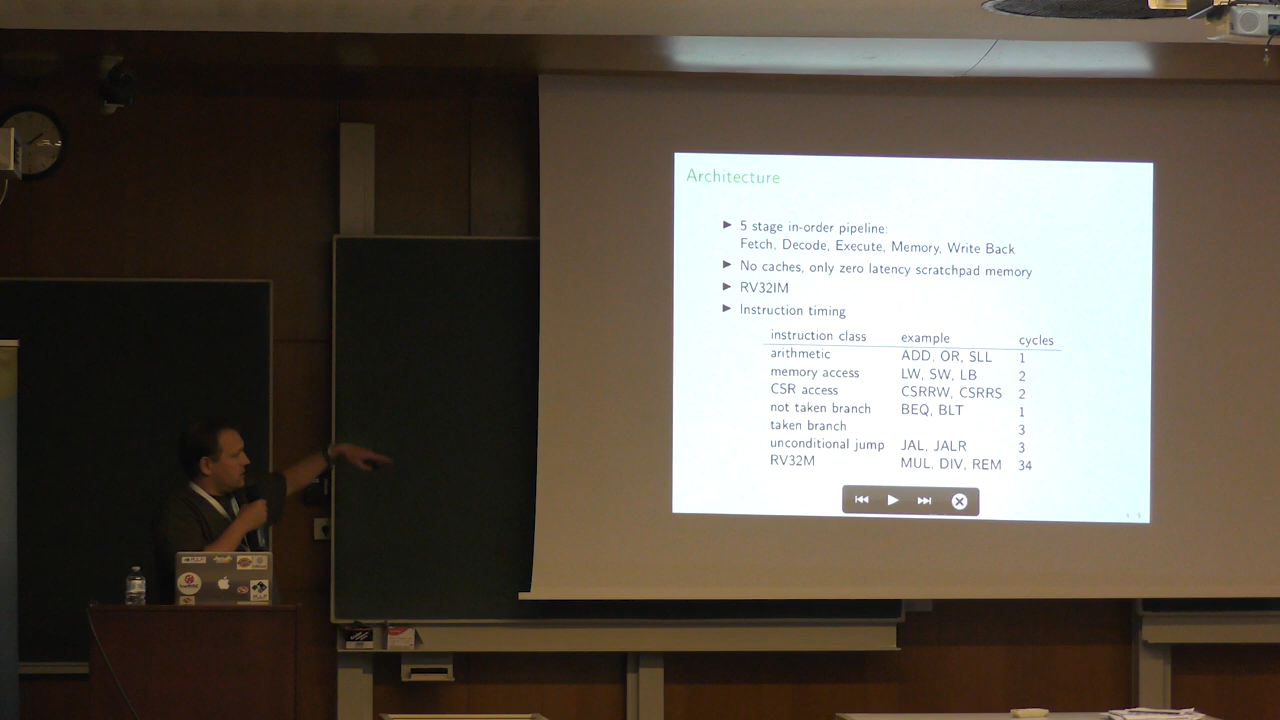 Architecture
5 stage in-order pipeline:
Fetch, Decode, Execute, Memory, Write Back
No caches, only zero latency scratchpad memory
RV32IM
Instruction timing
instruction class example cycles
arithmetic ADD, OR, SLL 1
memory access LW, SW, LB 2
CSR access CSRRW, CSRRS 2
not taken branch BEQ, BLT 1
taken branch 3
unconditional jump JAL, JALR 3
RV32M MUL, DIV, REM 34